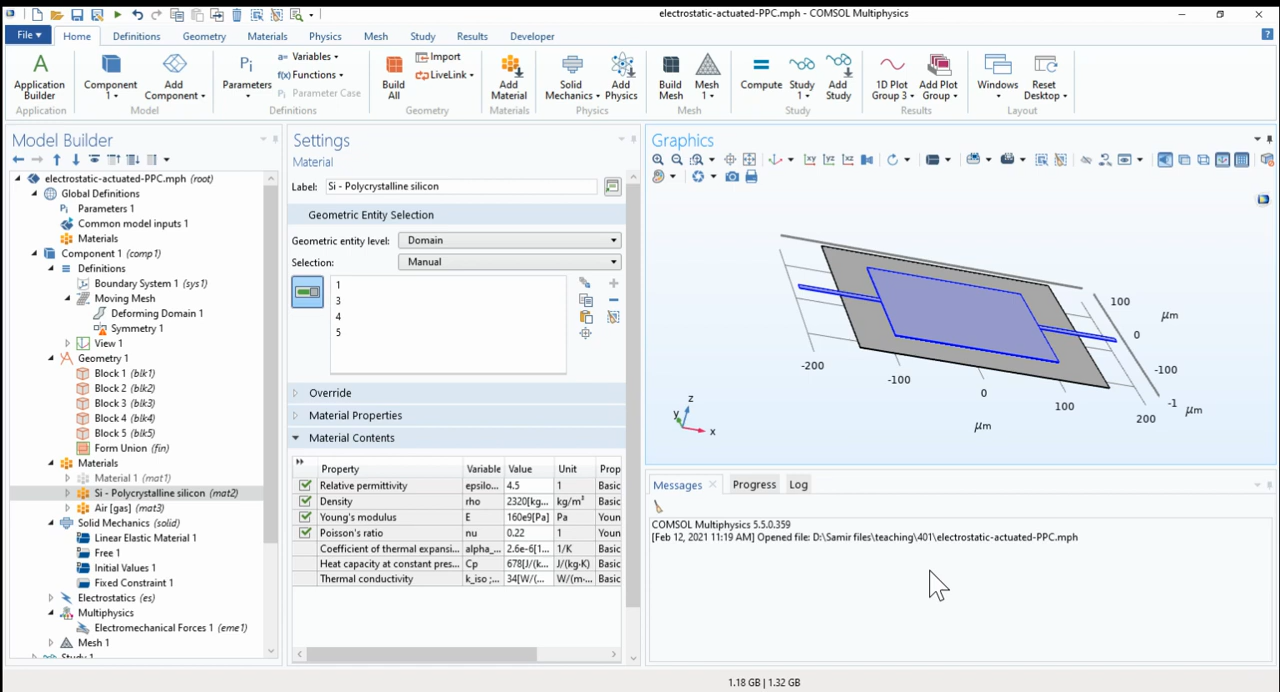 electrostatic-actuated-PPC.mph - COMSOL Multiphysics
File
Home
Definitions
Geometry
Materials
Physics
Mesh
Study
Results
Developer
Application Builder
Application
Component 1
Add Component
Model
Parameters
a= Variables
f(x) Functions
Pi Parameter Case
Definitions
Build All
Import
LiveLink
Geometry
Add Material
Materials
Solid Mechanics
Add Physics
Physics
Build Mesh
Mesh 1
Mesh
Compute
Study 1
Add Study
Study
1D Plot Group 3
Add Plot Group
Results
Windows
Reset Desktop
Layout
Model Builder
electrostatic-actuated-PPC.mph (root)
Global Definitions
Pi Parameters 1
Common model inputs 1
Materials
Component 1 (comp1)
Definitions
Boundary System 1 (sys1)
Moving Mesh
Deforming Domain 1
Symmetry 1
View 1
Geometry 1
Block 1 (blk1)
Block 2 (blk2)
Block 3 (blk3)
Block 4 (blk4)
Block 5 (blk5)
Form Union (fin)
Materials
Material 1 (mat1)
Si - Polycrystalline silicon (mat2)
Air [gas] (mat3)
Solid Mechanics (solid)
Linear Elastic Material 1
Free 1
Initial Values 1
Fixed Constraint 1
Electrostatics (es)
Multiphysics
Electromechanical Forces 1 (eme1)
Mesh 1
Study 1
Settings
Material
Label: Si - Polycrystalline silicon
Geometric Entity Selection
Geometric entity level: Domain
Selection: Manual
1
3
4
5
Override
Material Properties
Material Contents
Property Variable Value Unit Prop
Relative permittivity epsilo... 4.5 1 Basic
Density rho 2320[kg... kg/m³ Basic
Young's modulus E 160e9[Pa] Pa Youn
Poisson's ratio nu 0.22 1 Youn
Coefficient of thermal expansi... alpha_... 2.6e-6[1... 1/K Basic
Heat capacity at constant pres... Cp 678[J/(k... J/(kg·K) Basic
Thermal conductivity k_iso ;... 34[W/(... W/(m·... Basic
Graphics
xy
yz
xz
100
μm
0
-100
-1
μm
-200
-100
0
100
200
μm
z
y
x
Messages
Progress
Log
COMSOL Multiphysics 5.5.0.359
[Feb 12, 2021 11:19 AM] Opened file: D:\Samir files\teaching\401\electrostatic-actuated-PPC.mph
1.18 GB | 1.32 GB